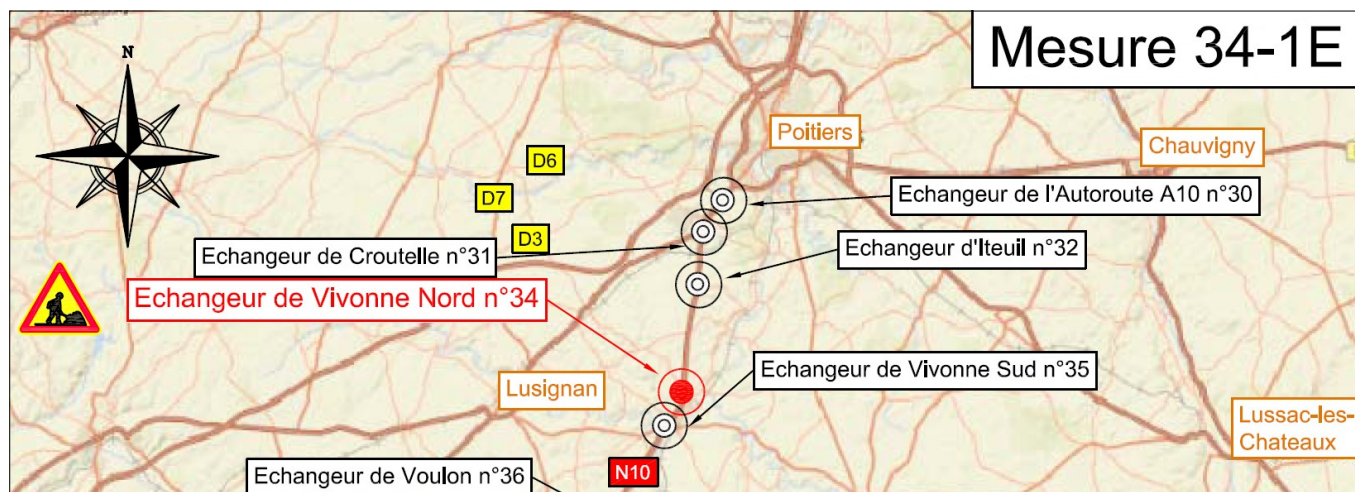 Mesure 34-1E
N
Poitiers
Chauvigny
D6
D7
Echangeur de l'Autoroute A10 n°30
D3
Echangeur de Croutelle n°31
Echangeur d'Iteuil n°32
Echangeur de Vivonne Nord n°34
Echangeur de Vivonne Sud n°35
Lusignan
Lussac-les-
Chateaux
Echangeur de Voulon n°36
N10